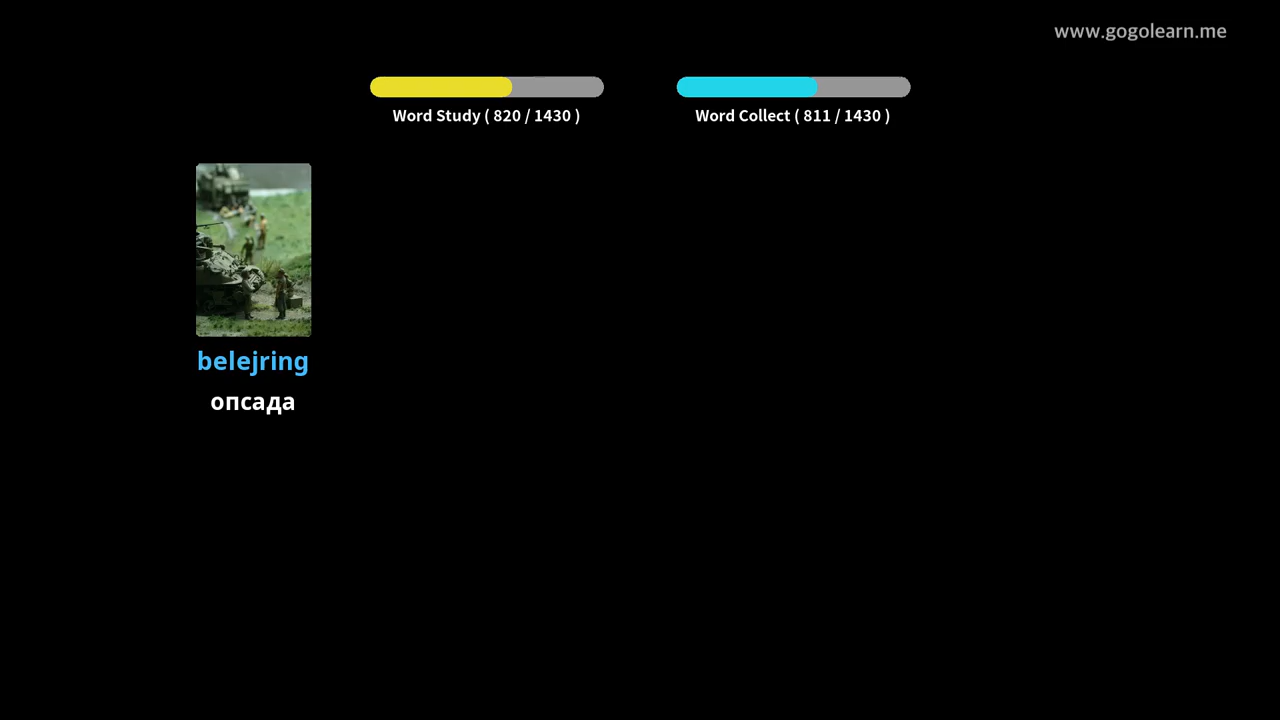 www.gogolearn.me
Word Study ( 820 / 1430 )
Word Collect ( 811 / 1430 )
belejring
опсада